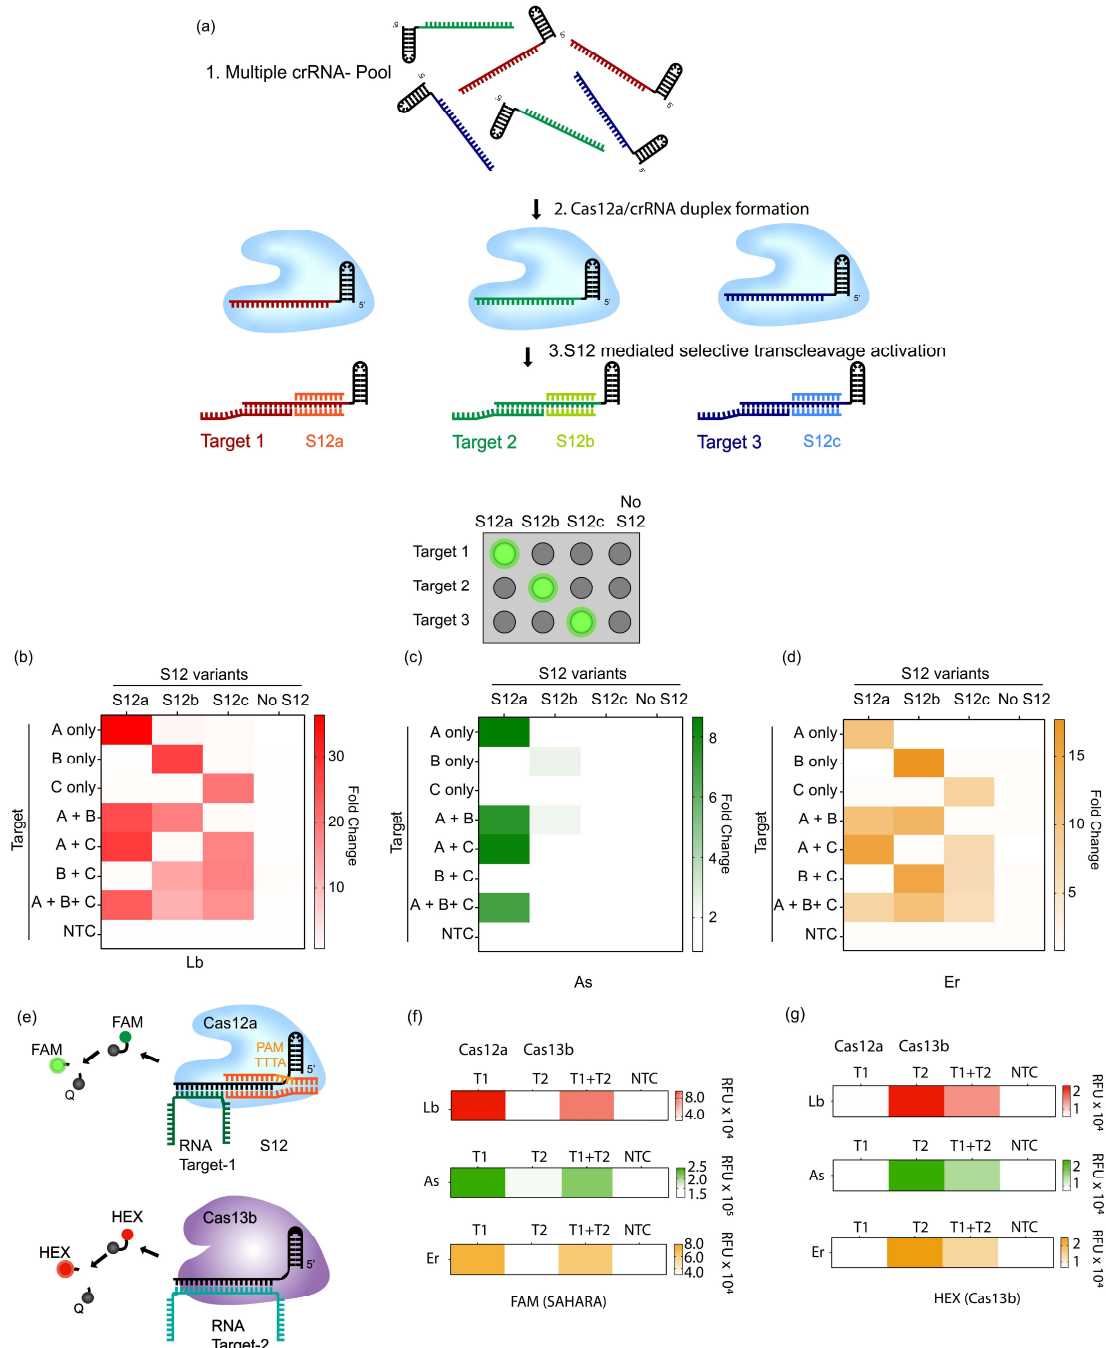 (a)
1. Multiple crRNA- Pool
5'
5'
5'
5'
5'
5'
2. Cas12a/crRNA duplex formation
5'
5'
5'
3.S12 mediated selective transcleavage activation
Target 1
S12a
Target 2
S12b
Target 3
S12c
No
S12a S12b S12c S12
Target 1
Target 2
Target 3
(b)
S12 variants
S12a S12b S12c No S12
Target
A only
B only
C only
A + B
A + C
B + C
A + B+ C
NTC
30
20
10
Fold Change
Lb
(c)
S12 variants
S12a S12b S12c No S12
Target
A only
B only
C only
A + B
A + C
B + C
A + B+ C
NTC
8
6
4
2
Fold Change
As
(d)
S12 variants
S12a S12b S12c No S12
Target
A only
B only
C only
A + B
A + C
B + C
A + B+ C
NTC
15
10
5
Fold Change
Er
(e)
FAM
FAM
Q
Cas12a
PAM
TTTA
5'
RNA
Target-1
S12
HEX
HEX
Q
Cas13b
5'
RNA
Target-2
(f)
Cas12a Cas13b
T1 T2 T1+T2 NTC
Lb
8.0
4.0
RFU x 10⁴
T1 T2 T1+T2 NTC
As
2.5
2.0
1.5
RFU x 10⁵
T1 T2 T1+T2 NTC
Er
8.0
6.0
4.0
RFU x 10⁴
FAM (SAHARA)
(g)
Cas12a Cas13b
T1 T2 T1+T2 NTC
Lb
2
1
RFU x 10⁴
T1 T2 T1+T2 NTC
As
2
1
RFU x 10⁴
T1 T2 T1+T2 NTC
Er
2
1
RFU x 10⁴
HEX (Cas13b)